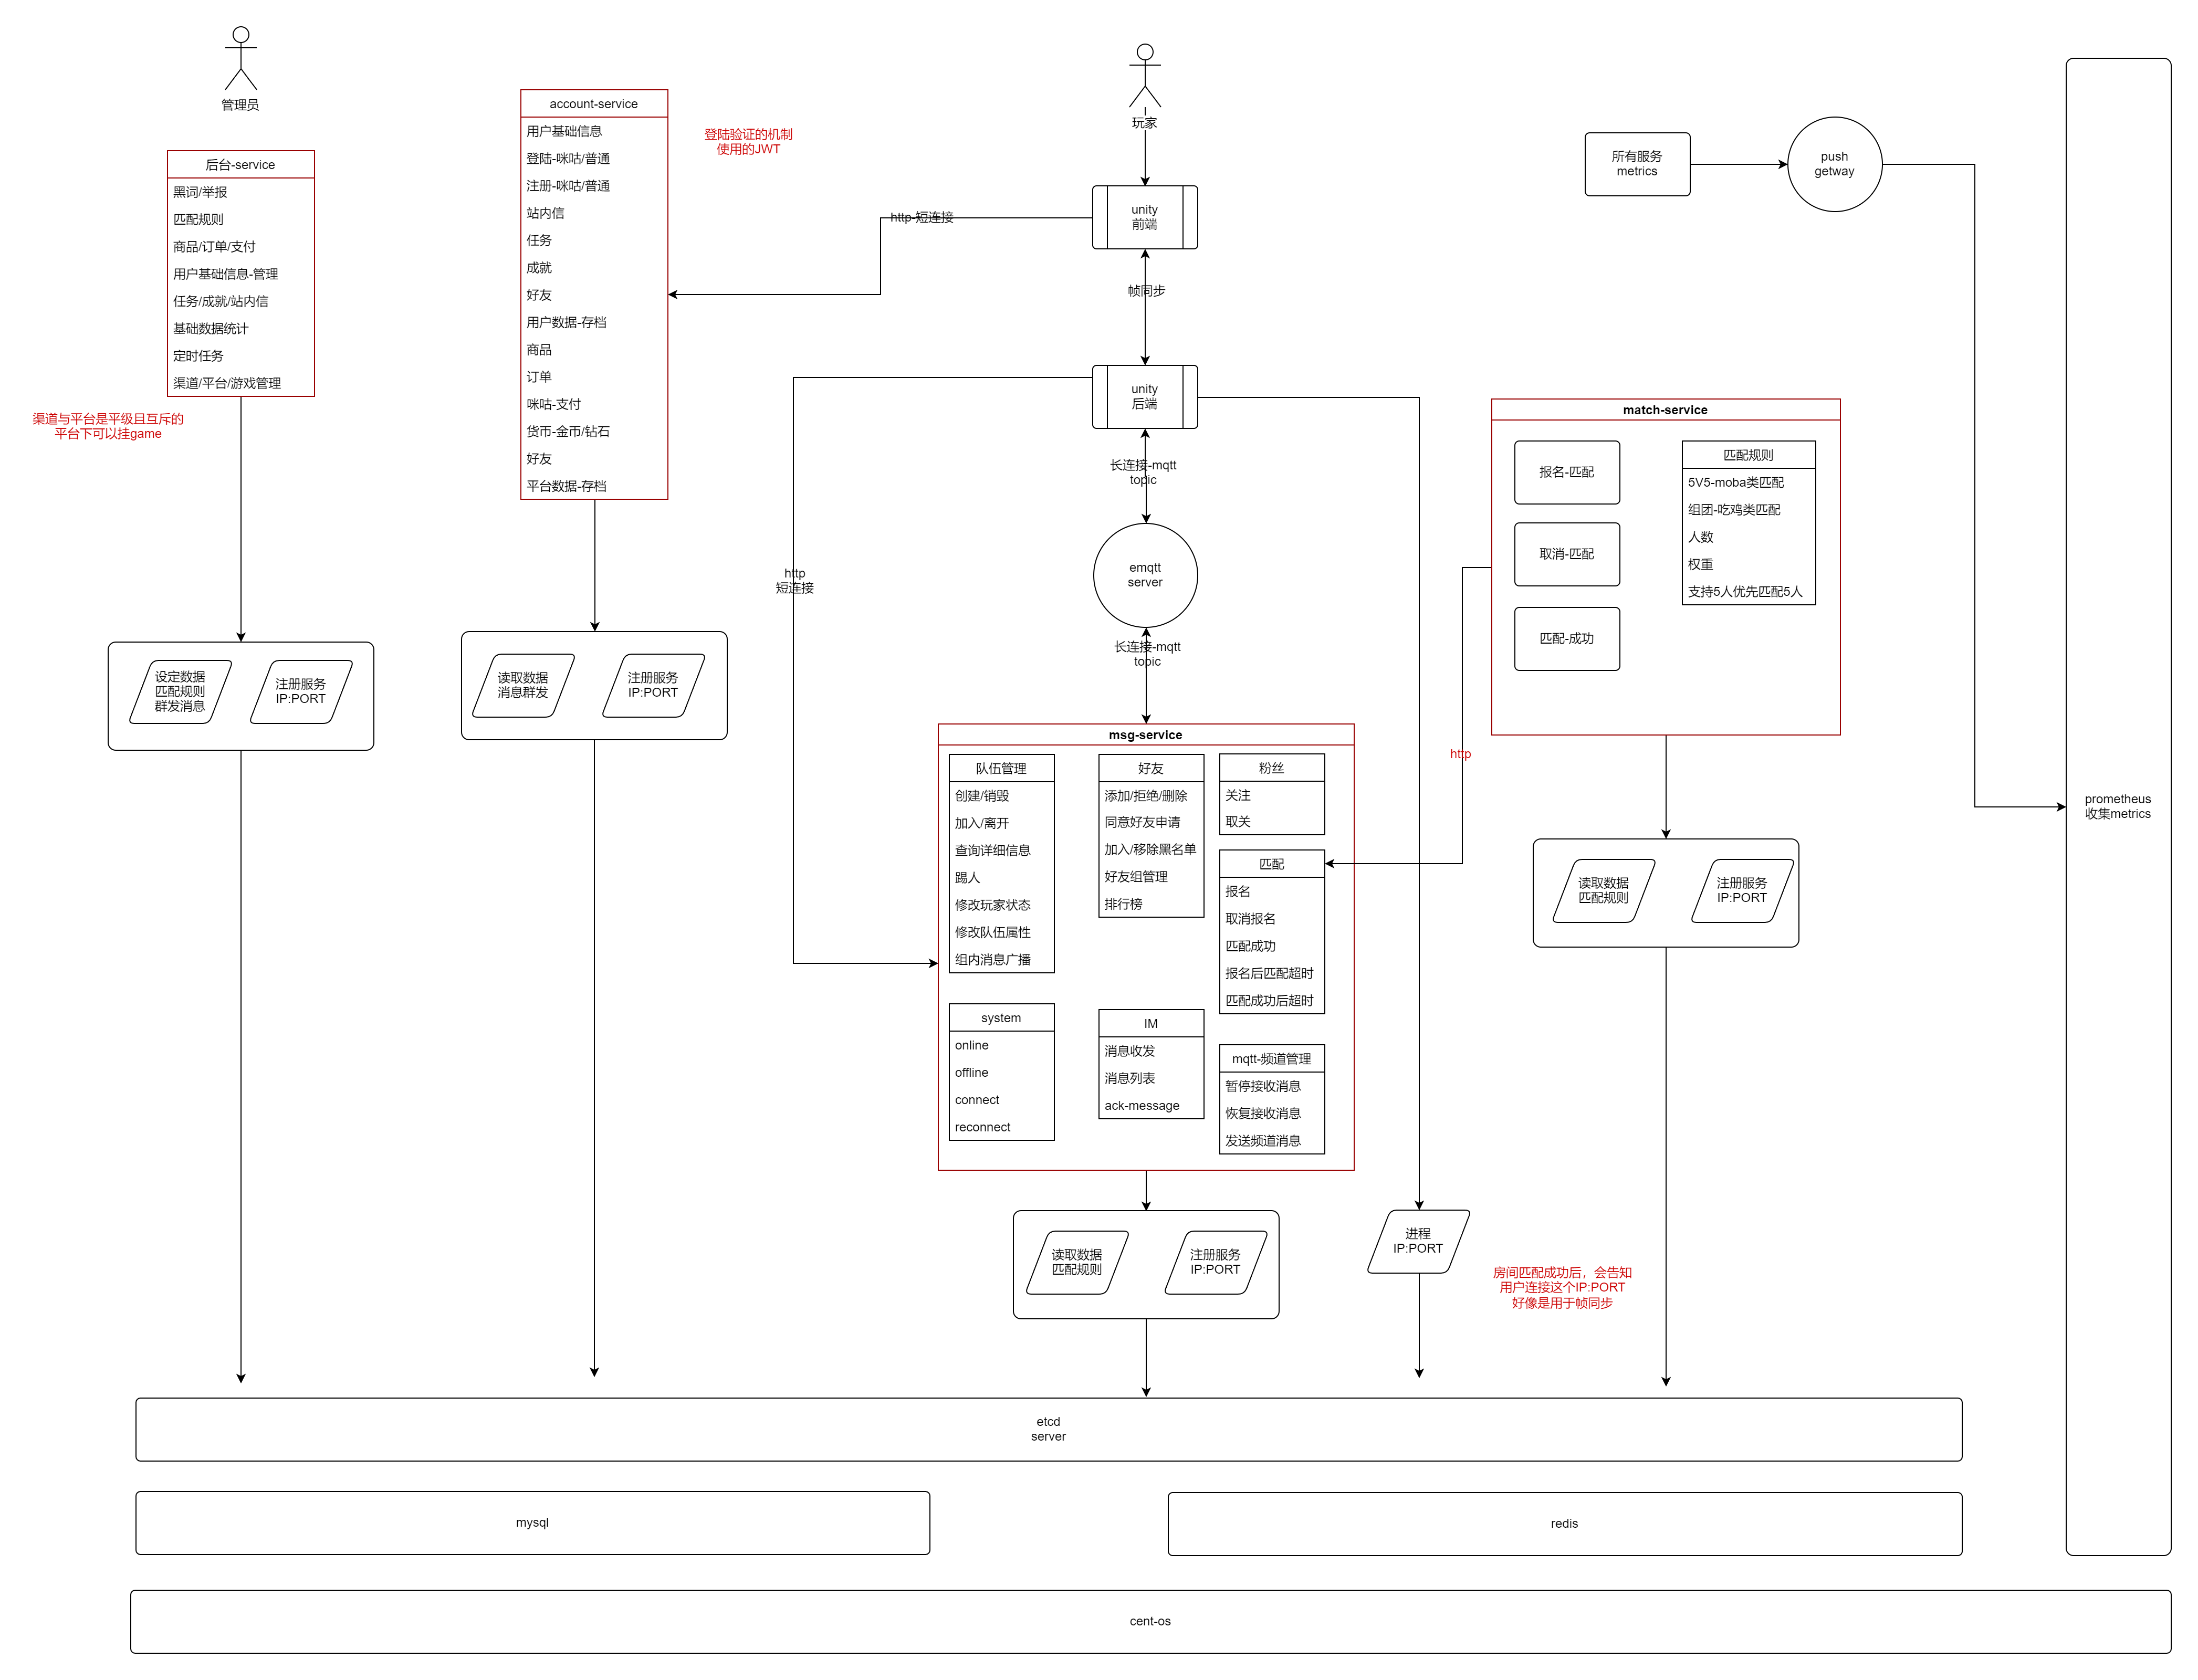 管理员
后台-service
黑词/举报
匹配规则
商品/订单/支付
用户基础信息-管理
任务/成就/站内信
基础数据统计
定时任务
渠道/平台/游戏管理
渠道与平台是平级且互斥的
平台下可以挂game
设定数据
匹配规则
群发消息
注册服务
IP:PORT
account-service
用户基础信息
登陆-咪咕/普通
注册-咪咕/普通
站内信
任务
成就
好友
用户数据-存档
商品
订单
咪咕-支付
货币-金币/钻石
好友
平台数据-存档
登陆验证的机制
使用的JWT
读取数据
消息群发
注册服务
IP:PORT
玩家
unity
前端
http-短连接
帧同步
unity
后端
长连接-mqtt
topic
http
短连接
emqtt
server
长连接-mqtt
topic
msg-service
队伍管理
创建/销毁
加入/离开
查询详细信息
踢人
修改玩家状态
修改队伍属性
组内消息广播
好友
添加/拒绝/删除
同意好友申请
加入/移除黑名单
好友组管理
排行榜
粉丝
关注
取关
匹配
报名
取消报名
匹配成功
报名后匹配超时
匹配成功后超时
system
online
offline
connect
reconnect
IM
消息收发
消息列表
ack-message
mqtt-频道管理
暂停接收消息
恢复接收消息
发送频道消息
读取数据
匹配规则
注册服务
IP:PORT
进程
IP:PORT
房间匹配成功后，会告知
用户连接这个IP:PORT
好像是用于帧同步
http
match-service
报名-匹配
取消-匹配
匹配-成功
匹配规则
5V5-moba类匹配
组团-吃鸡类匹配
人数
权重
支持5人优先匹配5人
读取数据
匹配规则
注册服务
IP:PORT
所有服务
metrics
push
getway
prometheus
收集metrics
etcd
server
mysql
redis
cent-os